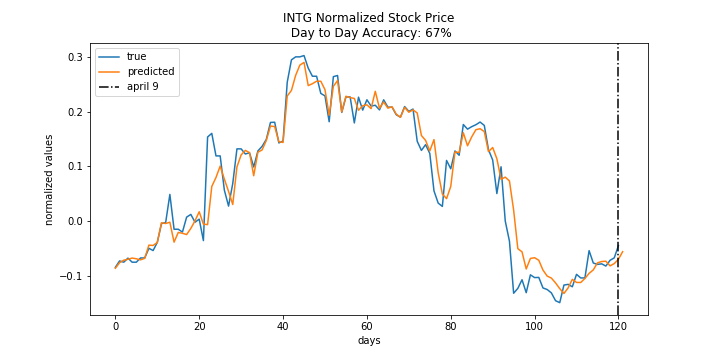 INTG Normalized Stock Price
Day to Day Accuracy: 67%
true
predicted
april 9
normalized values
0.3
0.2
0.1
0.0
−0.1
0
20
40
60
80
100
120
days